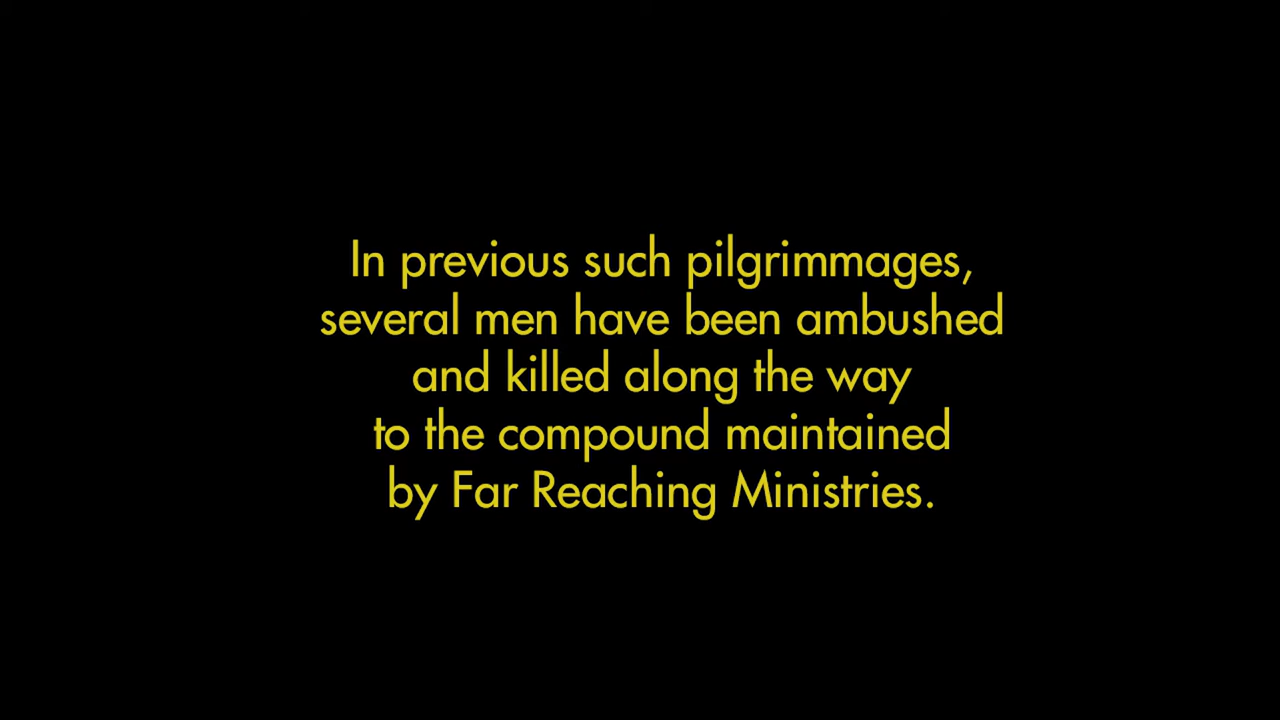 In previous such pilgrimmages,
several men have been ambushed
and killed along the way
to the compound maintained
by Far Reaching Ministries.